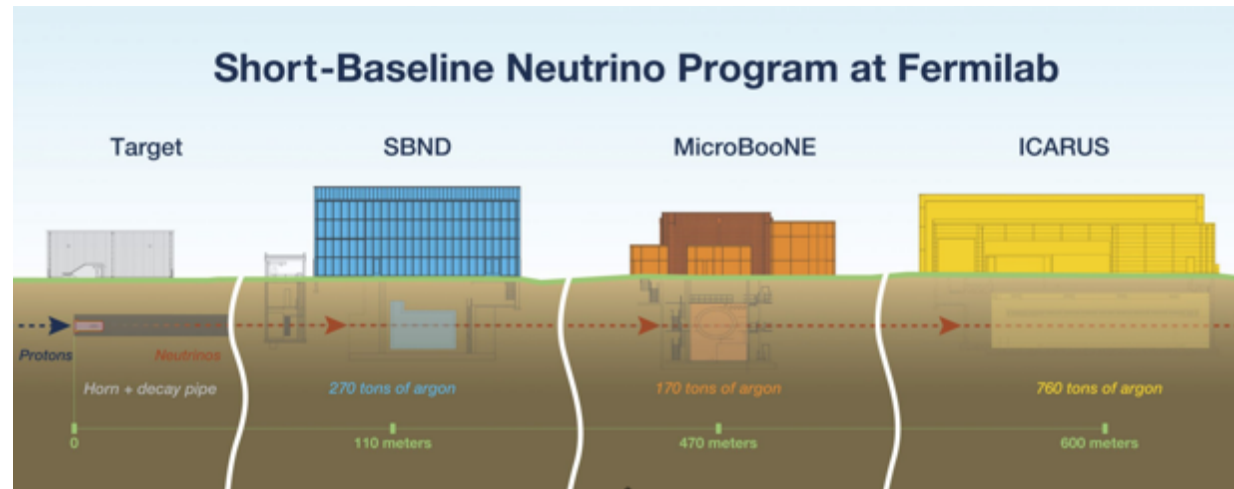 Short-Baseline Neutrino Program at Fermilab
Target
SBND
MicroBooNE
ICARUS
Protons
Neutrinos
Horn + decay pipe
270 tons of argon
170 tons of argon
760 tons of argon
0
110 meters
470 meters
600 meters